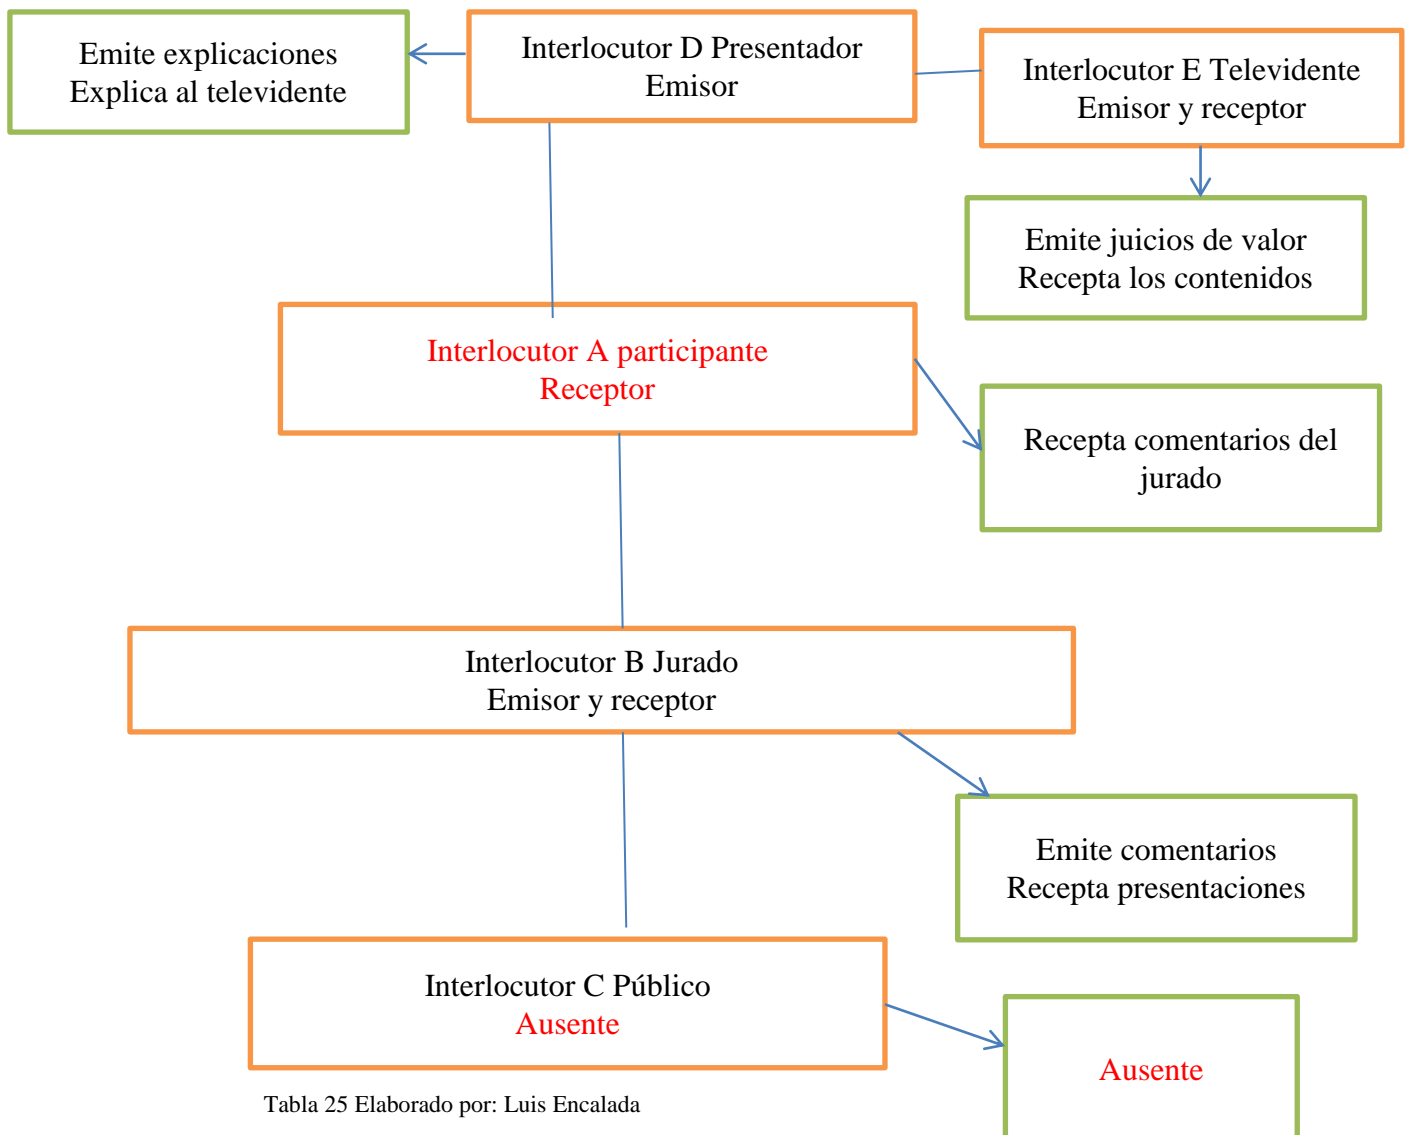 Emite explicaciones
Explica al televidente
Interlocutor D Presentador
Emisor
Interlocutor E Televidente
Emisor y receptor
Emite juicios de valor
Recepta los contenidos
Interlocutor A participante
Receptor
Recepta comentarios del
jurado
Interlocutor B Jurado
Emisor y receptor
Emite comentarios
Recepta presentaciones
Interlocutor C Público
Ausente
Ausente
Tabla 25 Elaborado por: Luis Encalada